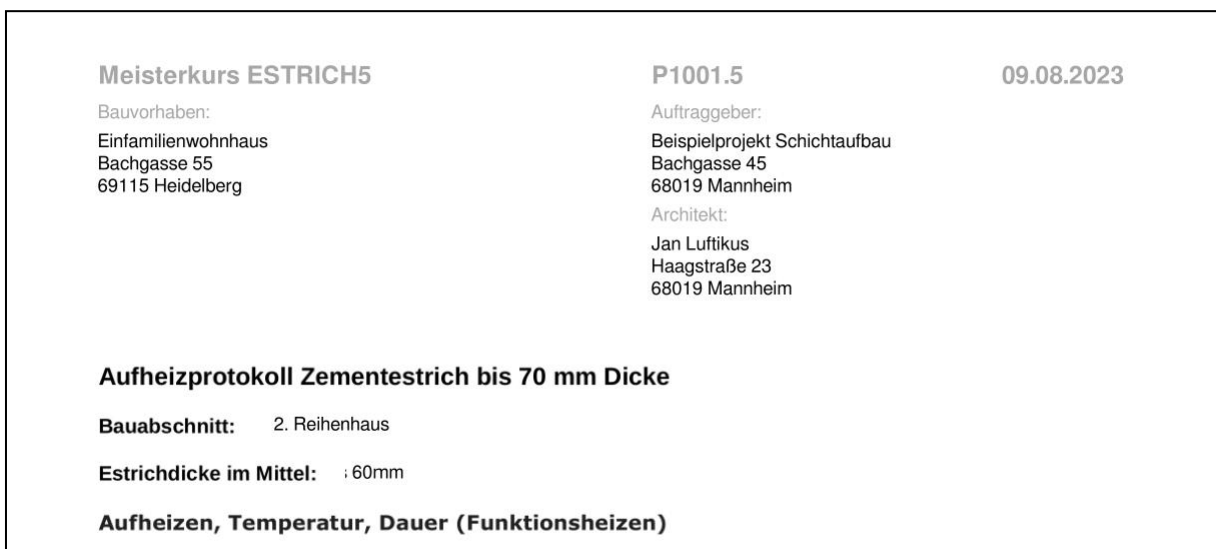 Meisterkurs ESTRICH5 P1001.5 09.08.2023
Bauvorhaben:
Einfamilienwohnhaus
Bachgasse 55
69115 Heidelberg
Auftraggeber:
Beispielprojekt Schichtaufbau
Bachgasse 45
68019 Mannheim
Architekt:
Jan Luftikus
Haagstraße 23
68019 Mannheim
Aufheizprotokoll Zementestrich bis 70 mm Dicke
Bauabschnitt: 2. Reihenhaus
Estrichdicke im Mittel: 60mm
Aufheizen, Temperatur, Dauer (Funktionsheizen)